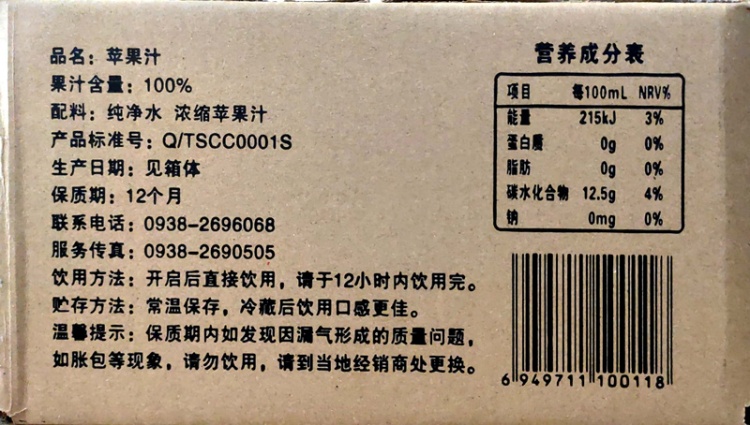 品名：苹果汁
果汁含量：100%
配料：纯净水 浓缩苹果汁
产品标准号：Q/TSCC0001S
生产日期：见箱体
保质期：12个月
联系电话：0938-2696068
服务传真：0938-2690505
饮用方法：开启后直接饮用，请于12小时内饮用完。
贮存方法：常温保存，冷藏后饮用口感更佳。
温馨提示：保质期内如发现因漏气形成的质量问题，
如胀包等现象，请勿饮用，请到当地经销商处更换。
营养成分表
项目 每100mL NRV%
能量 215kJ 3%
蛋白质 0g 0%
脂肪 0g 0%
碳水化合物 12.5g 4%
钠 0mg 0%
6 949711 100118